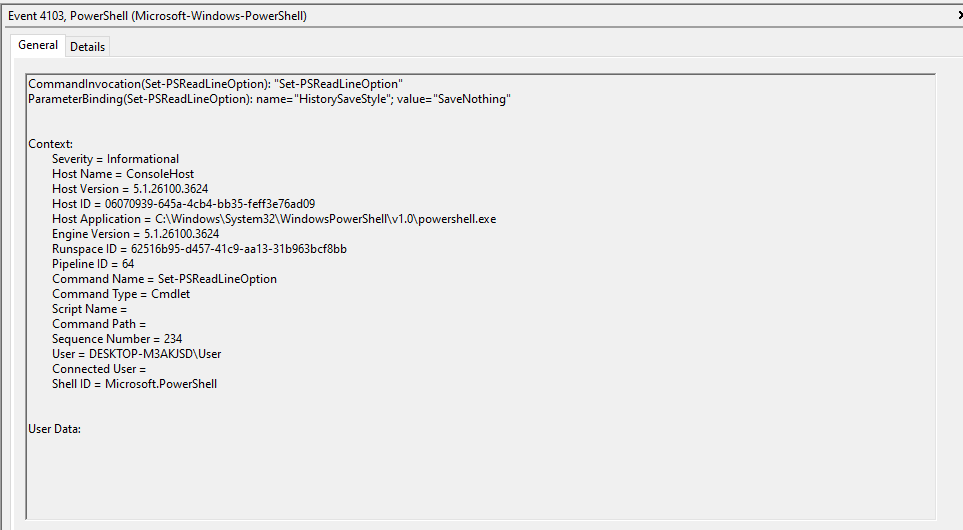 Event 4103, PowerShell (Microsoft-Windows-PowerShell)
General Details
CommandInvocation(Set-PSReadLineOption): "Set-PSReadLineOption"
ParameterBinding(Set-PSReadLineOption): name="HistorySaveStyle"; value="SaveNothing"
Context:
Severity = Informational
Host Name = ConsoleHost
Host Version = 5.1.26100.3624
Host ID = 06070939-645a-4cb4-bb35-feff3e76ad09
Host Application = C:\Windows\System32\WindowsPowerShell\v1.0\powershell.exe
Engine Version = 5.1.26100.3624
Runspace ID = 62516b95-d457-41c9-aa13-31b963bcf8bb
Pipeline ID = 64
Command Name = Set-PSReadLineOption
Command Type = Cmdlet
Script Name =
Command Path =
Sequence Number = 234
User = DESKTOP-M3AKJSD\User
Connected User =
Shell ID = Microsoft.PowerShell
User Data: